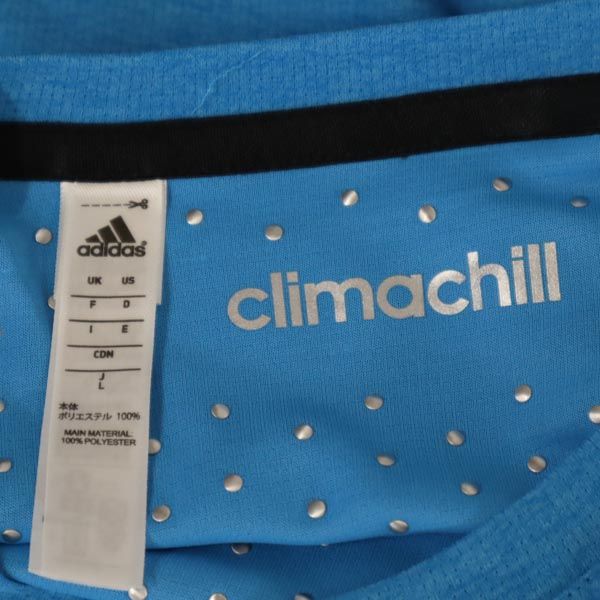 adidas
climachill
UK US
F D
I E
CDN
J
L
本体
ポリエステル 100%
MAIN MATERIAL:
100% POLYESTER